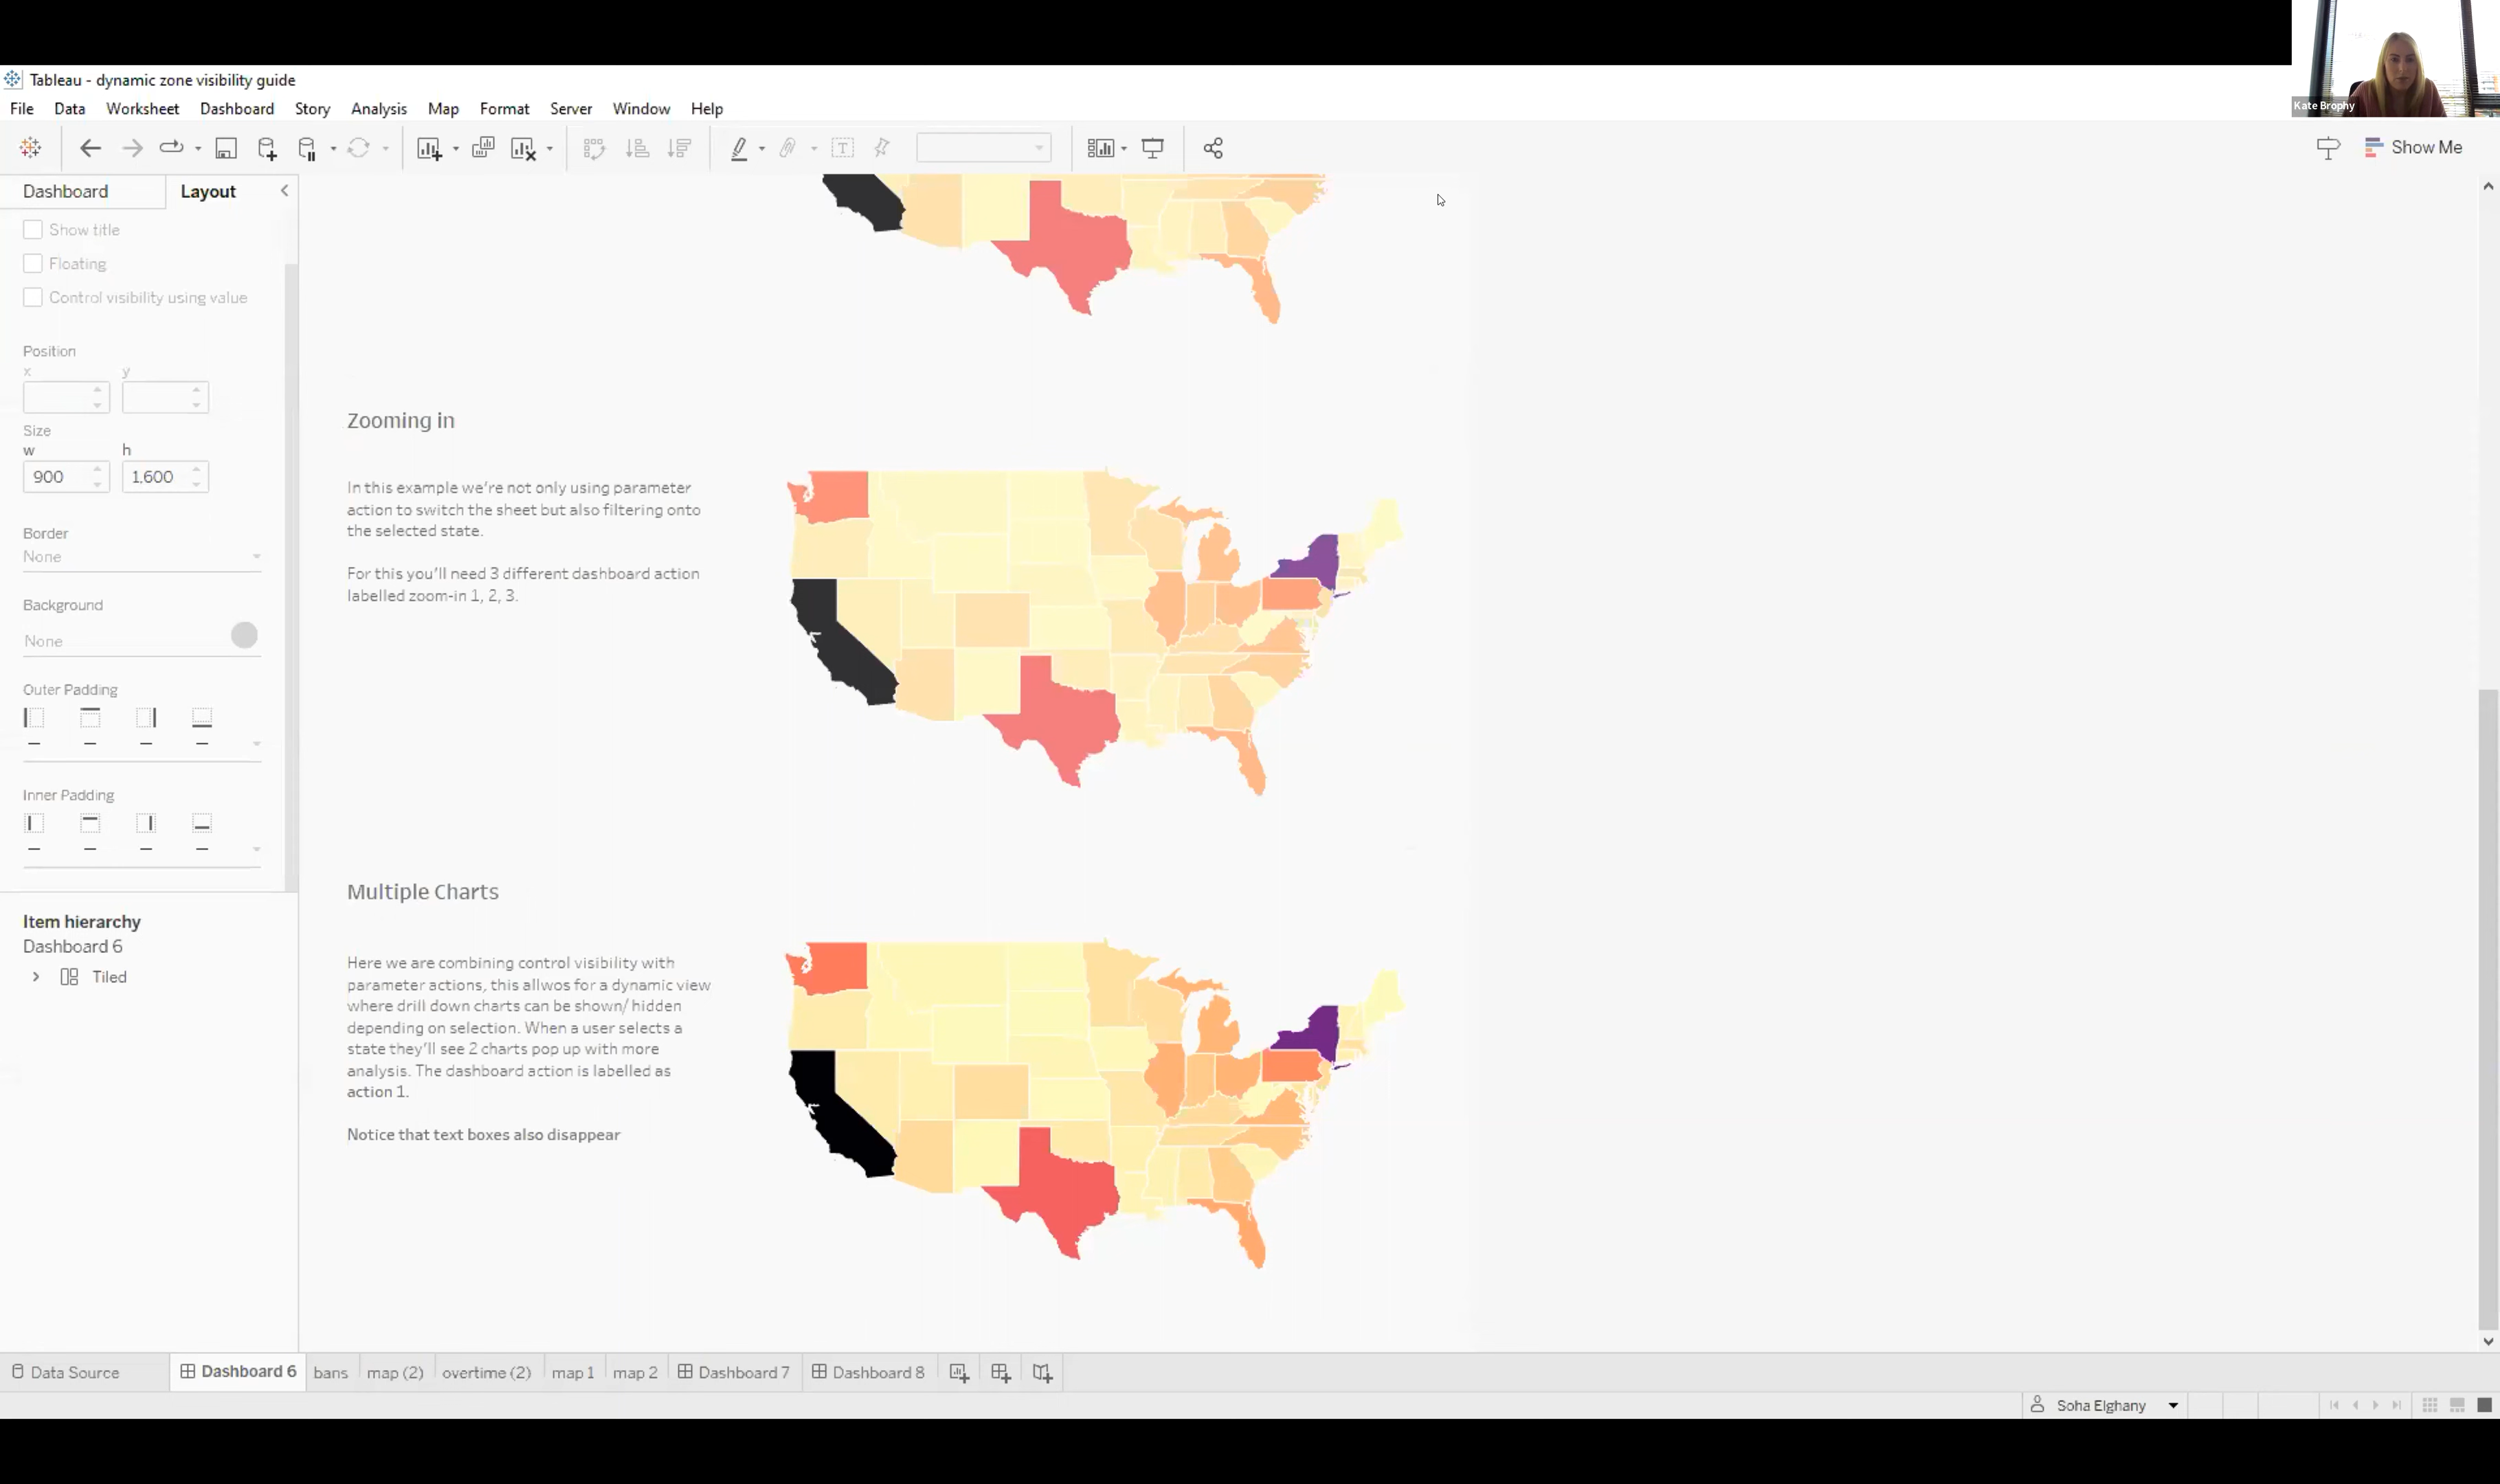 Kate Brophy
Tableau - dynamic zone visibility guide
File Data Worksheet Dashboard Story Analysis Map Format Server Window Help
Show Me
Dashboard Layout
Show title
Floating
Control visibility using value
Position
x y
Size
w h
900 1,600
Border
None
Background
None
Outer Padding
Inner Padding
Item hierarchy
Dashboard 6
Tiled
Zooming in
In this example we're not only using parameter
action to switch the sheet but also filtering onto
the selected state.
For this you'll need 3 different dashboard action
labelled zoom-in 1, 2, 3.
Multiple Charts
Here we are combining control visibility with
parameter actions, this allwos for a dynamic view
where drill down charts can be shown/ hidden
depending on selection. When a user selects a
state they'll see 2 charts pop up with more
analysis. The dashboard action is labelled as
action 1.
Notice that text boxes also disappear
Data Source Dashboard 6 bans map (2) overtime (2) map 1 map 2 Dashboard 7 Dashboard 8
Soha Elghany